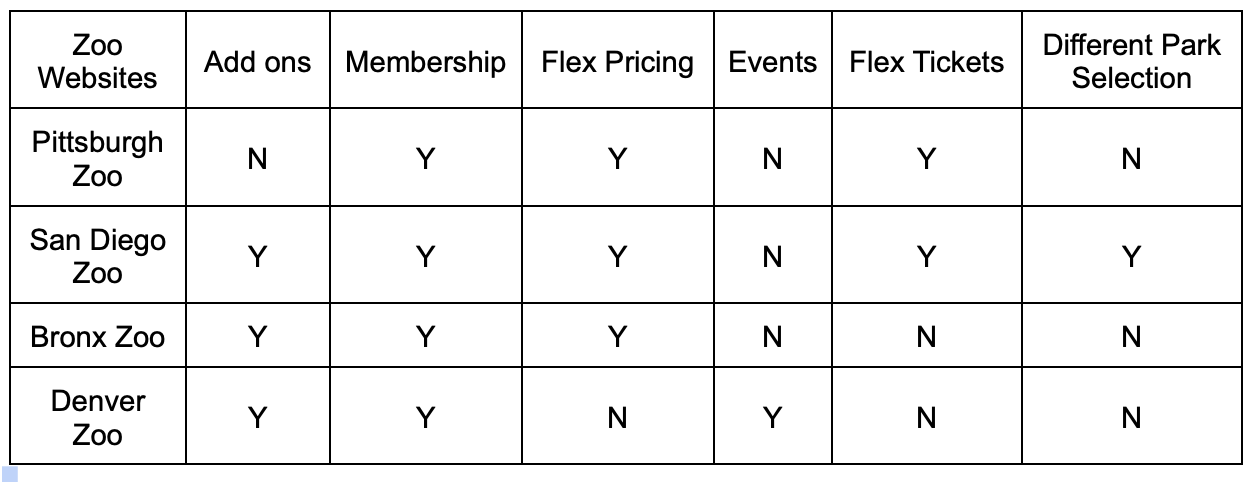 Zoo Websites Add ons Membership Flex Pricing Events Flex Tickets Different Park Selection
Pittsburgh Zoo N Y Y N Y N
San Diego Zoo Y Y Y N Y Y
Bronx Zoo Y Y Y N N N
Denver Zoo Y Y N Y N N